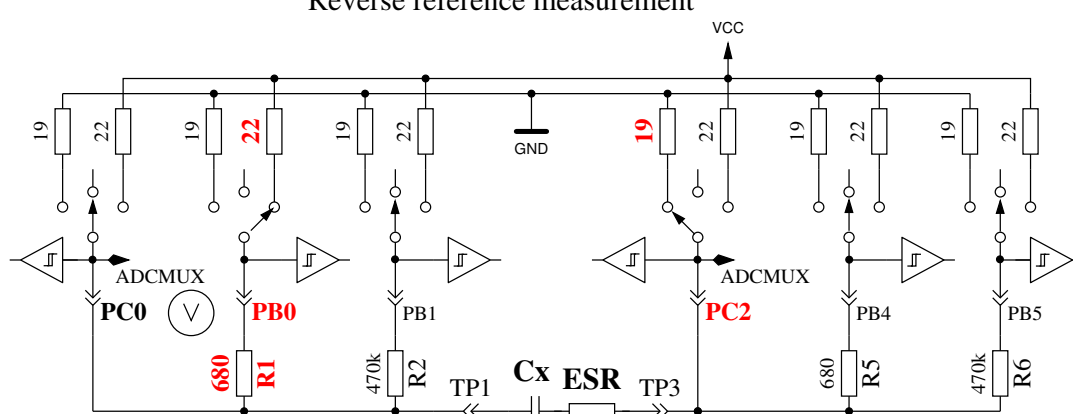 Reverse reference measurement
VCC
19
22
19
22
19
22
GND
19
22
19
22
19
22
ADCMUX
ADCMUX
PC0
V
PB0
PB1
PC2
PB4
PB5
680
R1
470k
R2
TP1
Cx
ESR
TP3
680
R5
470k
R6